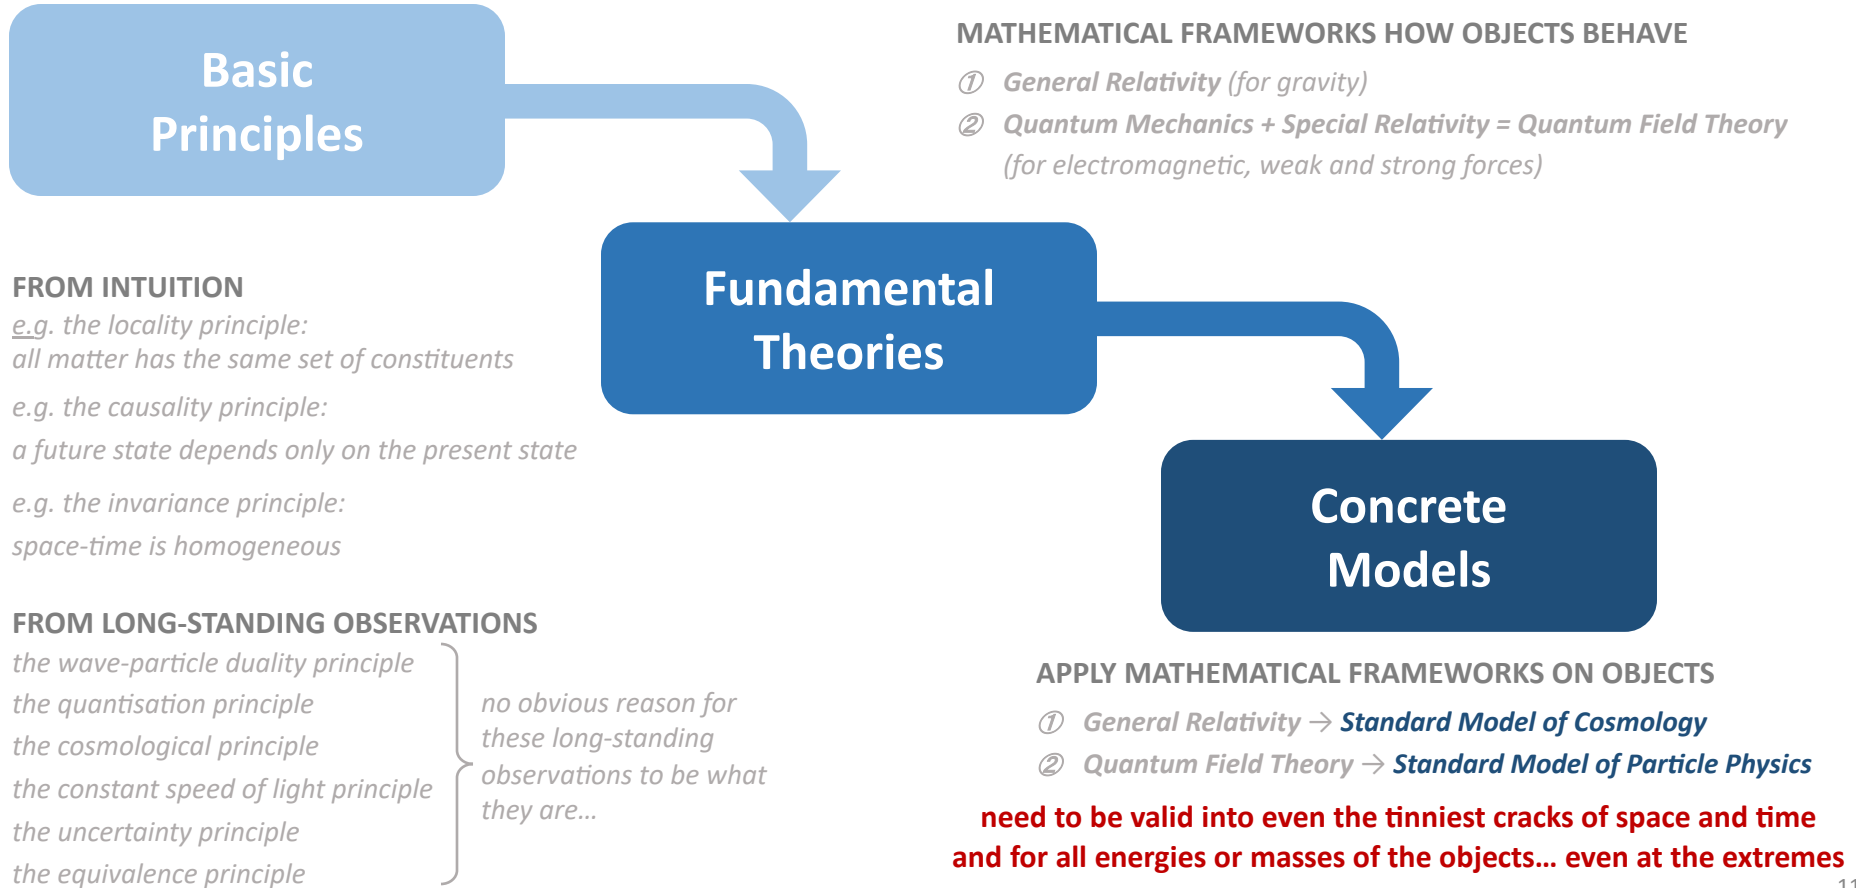 Basic
Principles
MATHEMATICAL FRAMEWORKS HOW OBJECTS BEHAVE
① General Relativity (for gravity)
② Quantum Mechanics + Special Relativity = Quantum Field Theory
(for electromagnetic, weak and strong forces)
Fundamental
Theories
FROM INTUITION
e.g. the locality principle:
all matter has the same set of constituents
e.g. the causality principle:
a future state depends only on the present state
e.g. the invariance principle:
space-time is homogeneous
Concrete
Models
FROM LONG-STANDING OBSERVATIONS
the wave-particle duality principle
the quantisation principle
the cosmological principle
the constant speed of light principle
the uncertainty principle
the equivalence principle
no obvious reason for
these long-standing
observations to be what
they are…
APPLY MATHEMATICAL FRAMEWORKS ON OBJECTS
① General Relativity → Standard Model of Cosmology
② Quantum Field Theory → Standard Model of Particle Physics
need to be valid into even the tinniest cracks of space and time
and for all energies or masses of the objects… even at the extremes
11